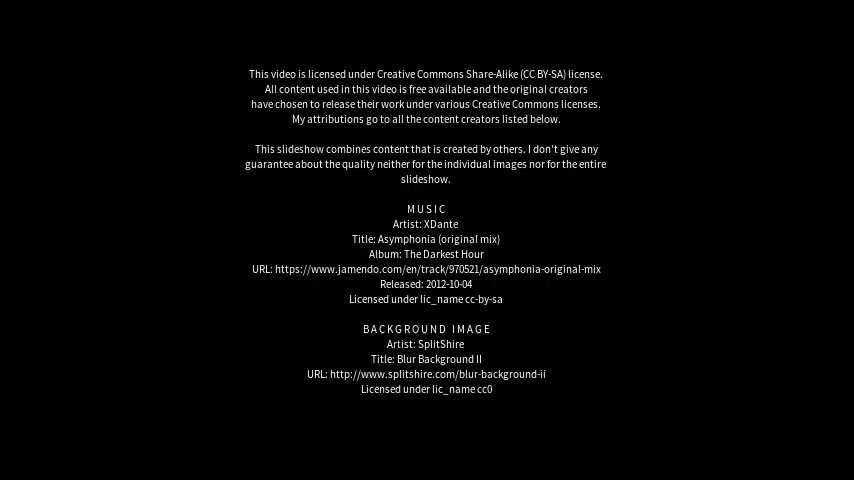 This video is licensed under Creative Commons Share-Alike (CC BY-SA) license.
All content used in this video is free available and the original creators
have chosen to release their work under various Creative Commons licenses.
My attributions go to all the content creators listed below.
This slideshow combines content that is created by others. I don't give any
guarantee about the quality neither for the individual images nor for the entire
slideshow.
MUSIC
Artist: XDante
Title: Asymphonia (original mix)
Album: The Darkest Hour
URL: https://www.jamendo.com/en/track/970521/asymphonia-original-mix
Released: 2012-10-04
Licensed under lic_name cc-by-sa
BACKGROUND IMAGE
Artist: SplitShire
Title: Blur Background II
URL: http://www.splitshire.com/blur-background-ii
Licensed under lic_name cc0